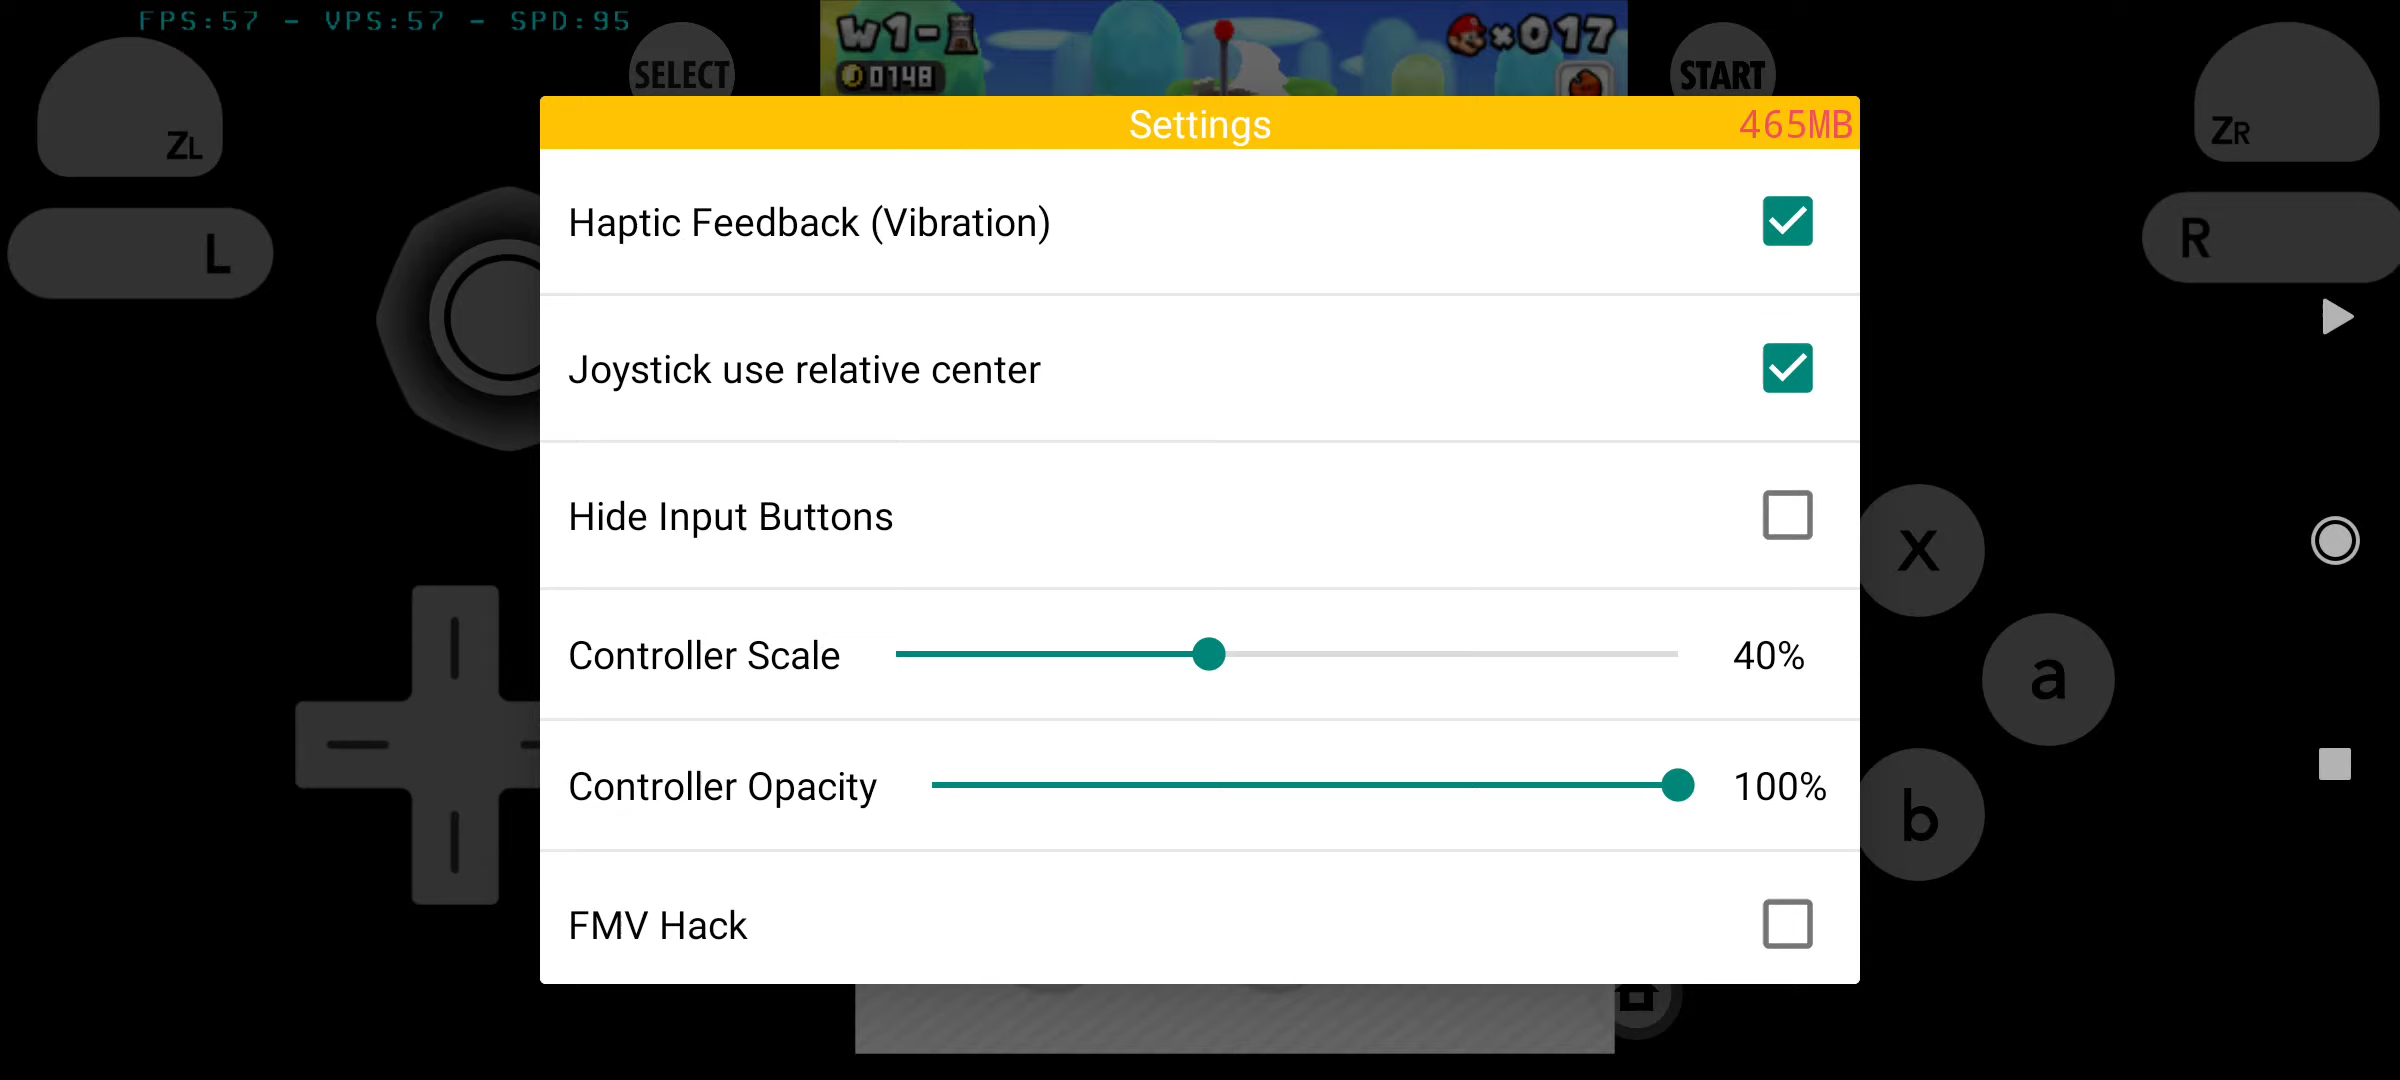 FPS:57 - VPS:57 - SPD:95
W1-
×017
0148
SELECT
START
ZL
ZR
L
R
Settings
465MB
Haptic Feedback (Vibration)
Joystick use relative center
Hide Input Buttons
Controller Scale 40%
Controller Opacity 100%
FMV Hack
X
a
b